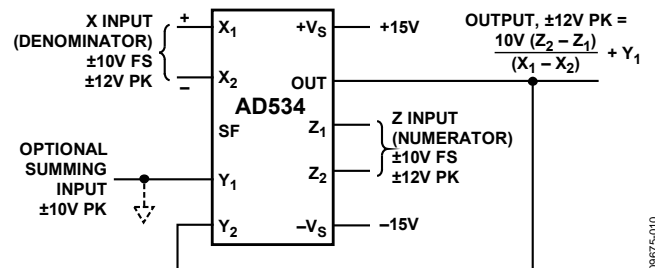 X INPUT
(DENOMINATOR)
±10V FS
±12V PK
+
–
OPTIONAL
SUMMING
INPUT
±10V PK
X1
X2
SF
Y1
Y2
AD534
+VS
OUT
Z1
Z2
–VS
+15V
Z INPUT
(NUMERATOR)
±10V FS
±12V PK
–15V
OUTPUT, ±12V PK =
10V (Z2 – Z1)
(X1 – X2)
+ Y1
09675-010